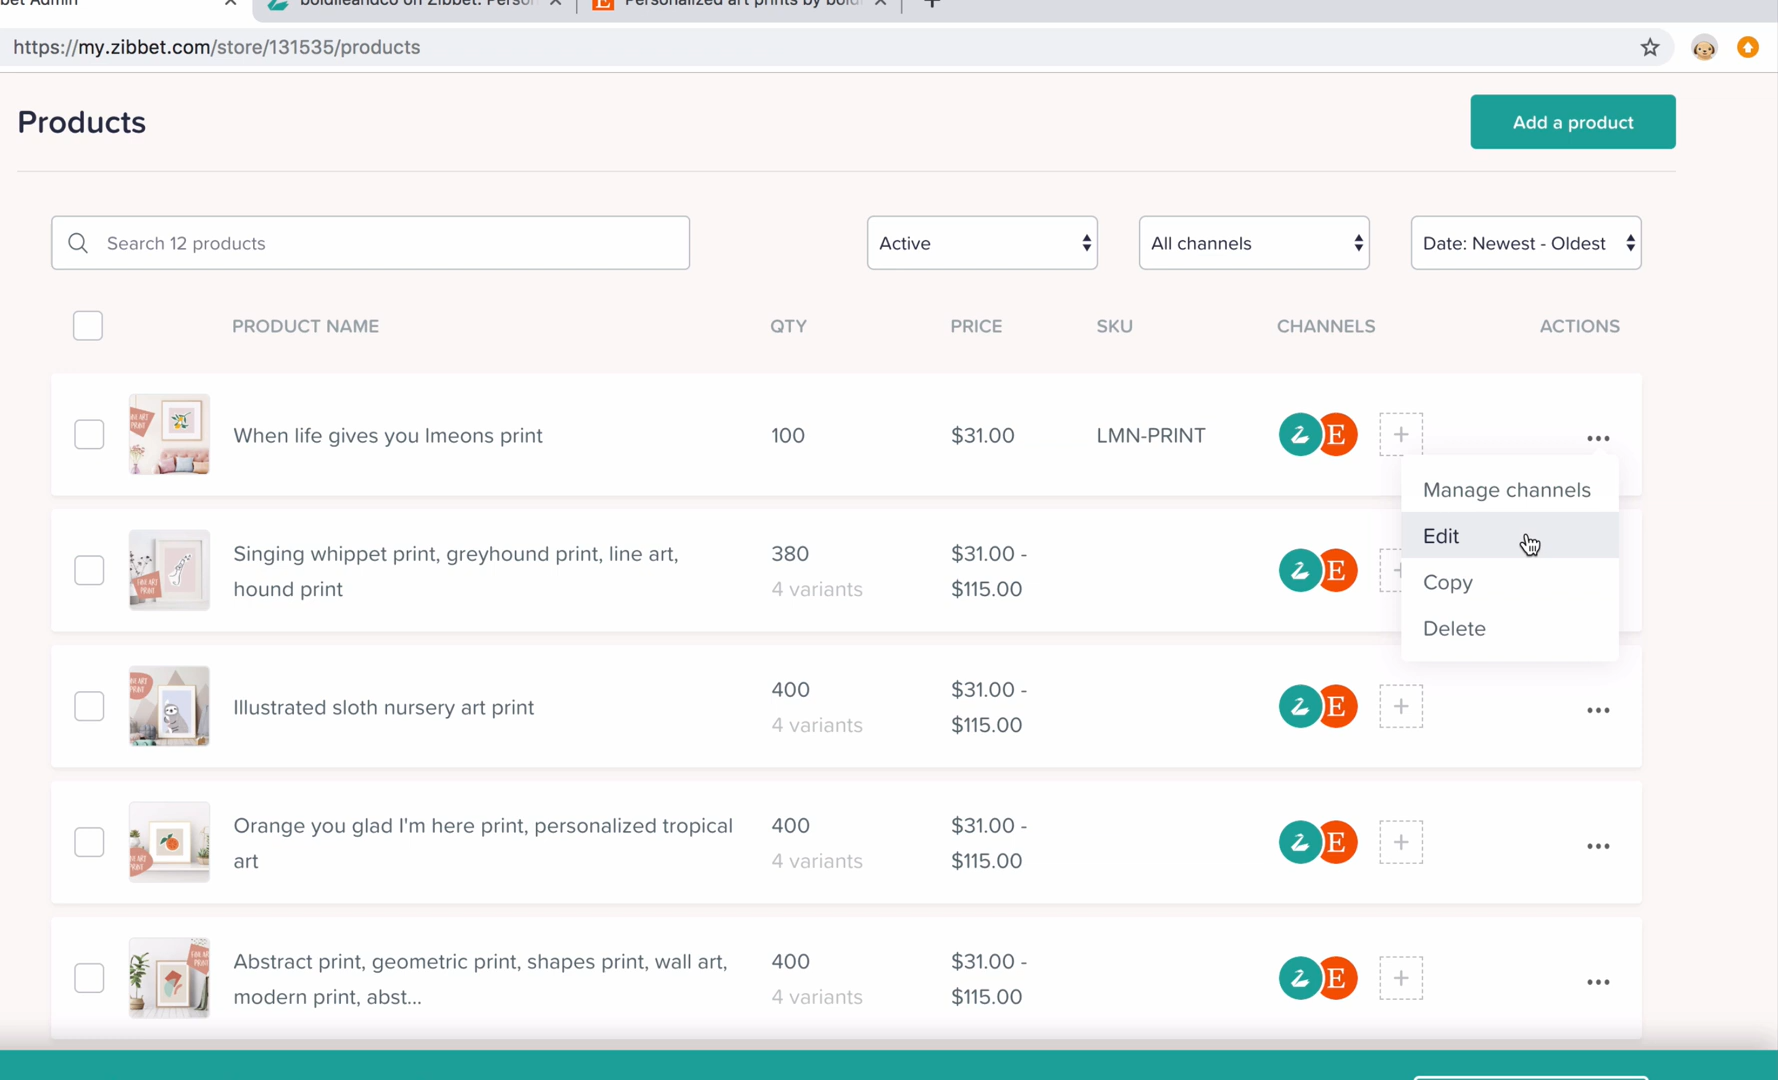 bet Admin
boldlieandco on Zibbet: Person
E
Personalized art prints by bold
https://my.zibbet.com/store/131535/products
Products
Add a product
Search 12 products
Active
All channels
Date: Newest - Oldest
PRODUCT NAME QTY PRICE SKU CHANNELS ACTIONS
When life gives you lmeons print 100 $31.00 LMN-PRINT E
Manage channels
Edit
Copy
Delete
Singing whippet print, greyhound print, line art, 380 $31.00 - E
hound print 4 variants $115.00
Illustrated sloth nursery art print 400 $31.00 - E
4 variants $115.00
Orange you glad I'm here print, personalized tropical 400 $31.00 - E
art 4 variants $115.00
Abstract print, geometric print, shapes print, wall art, 400 $31.00 - E
modern print, abst... 4 variants $115.00